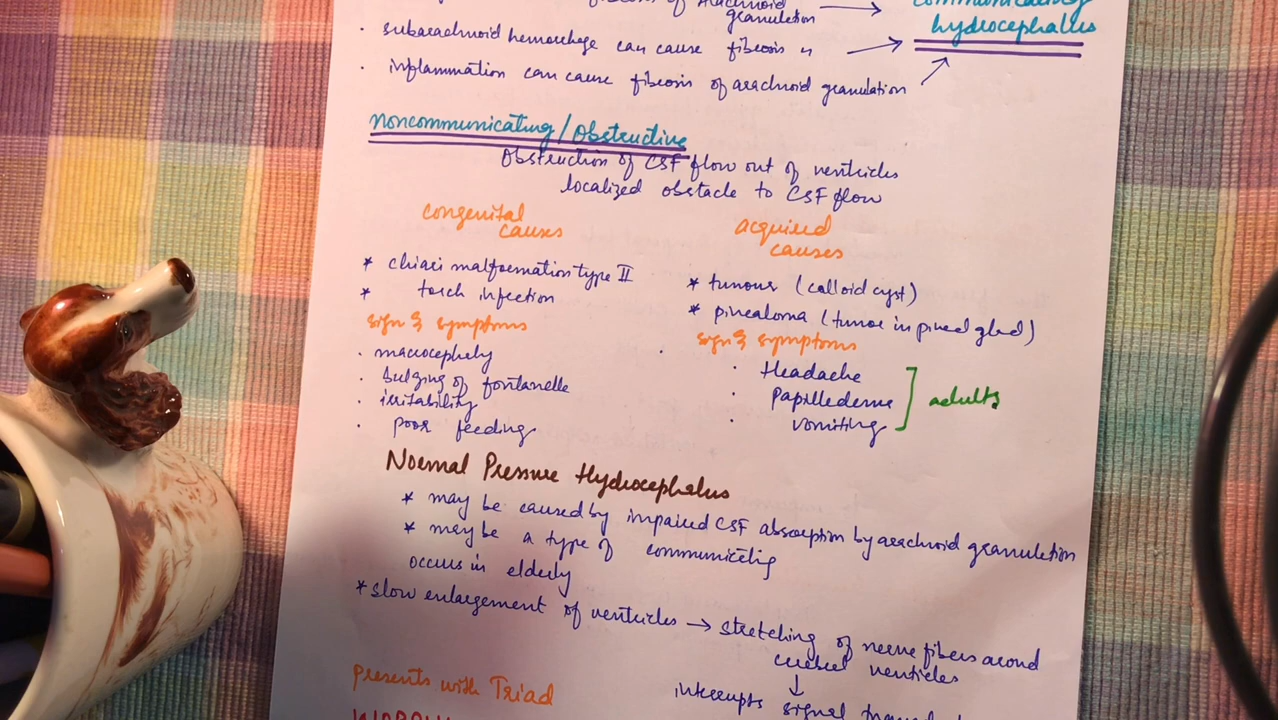 fibrosis of arachnoid
granulation → communicating
hydrocephalus
· subarachnoid hemorrhage can cause fibrosis " →
· inflammation can cause fibrosis of arachnoid granulation
noncommunicating/Obstructive
Obstruction of CSF flow out of ventricles
localized obstacle to CSF flow
congenital
causes
* chiari malformation type II
* torch infection
sign & symptoms
· macrocephely
· bulging of fontanelle
· irritability
· poor feeding
acquired
causes
* tumour (colloid cyst)
* pinealoma (tumor in pineal gland)
sign & symptoms
· Headache
· Papilledema
· vomiting
adults
Normal Pressure Hydrocephalus
* may be caused by impaired CSF absorption by arachnoid granulation
* maybe a type of communicating
occurs in elderly
* slow enlargement of ventricles → stretching of nerve fibers around
ventricles
↓
presents with Triad
interrupts signal